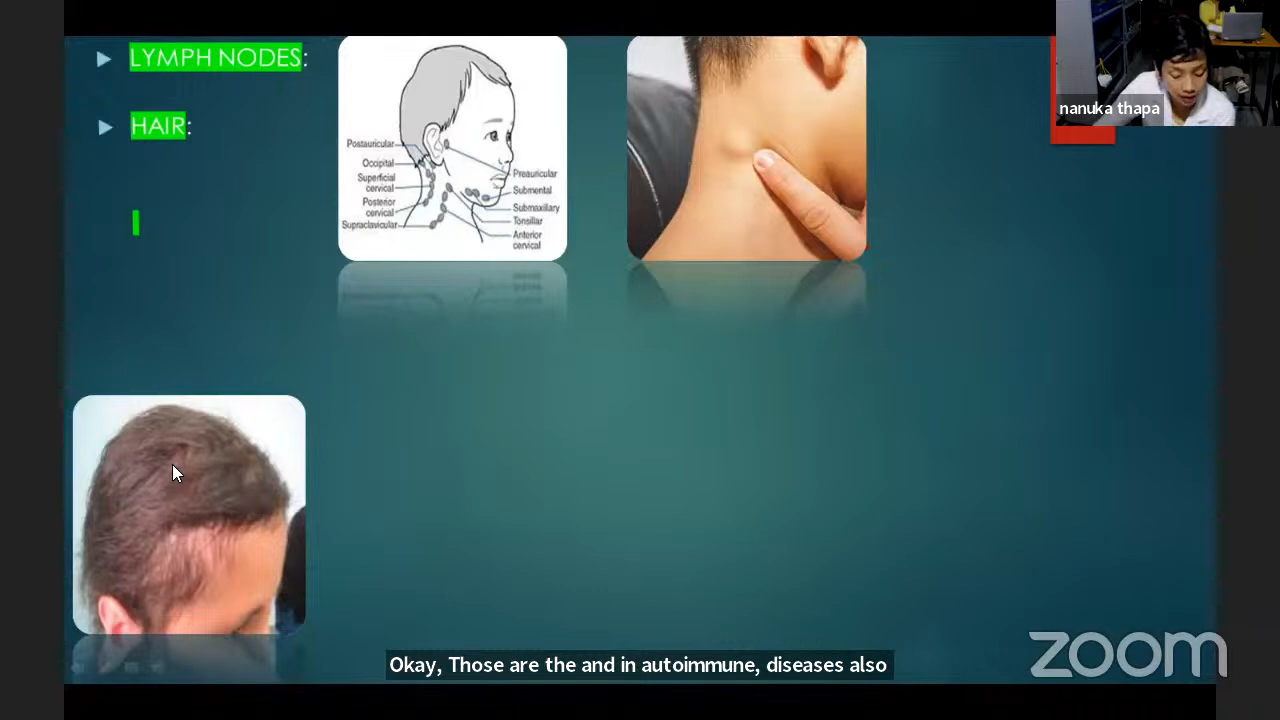 LYMPH NODES:
HAIR:
Postauricular
Occipital
Superficial
cervical
Posterior
cervical
Supraclavicular
Preauricular
Submental
Submaxiliary
Tonsillar
Anterior
cervical
nanuka thapa
Okay, Those are the and in autoimmune, diseases also
zoom